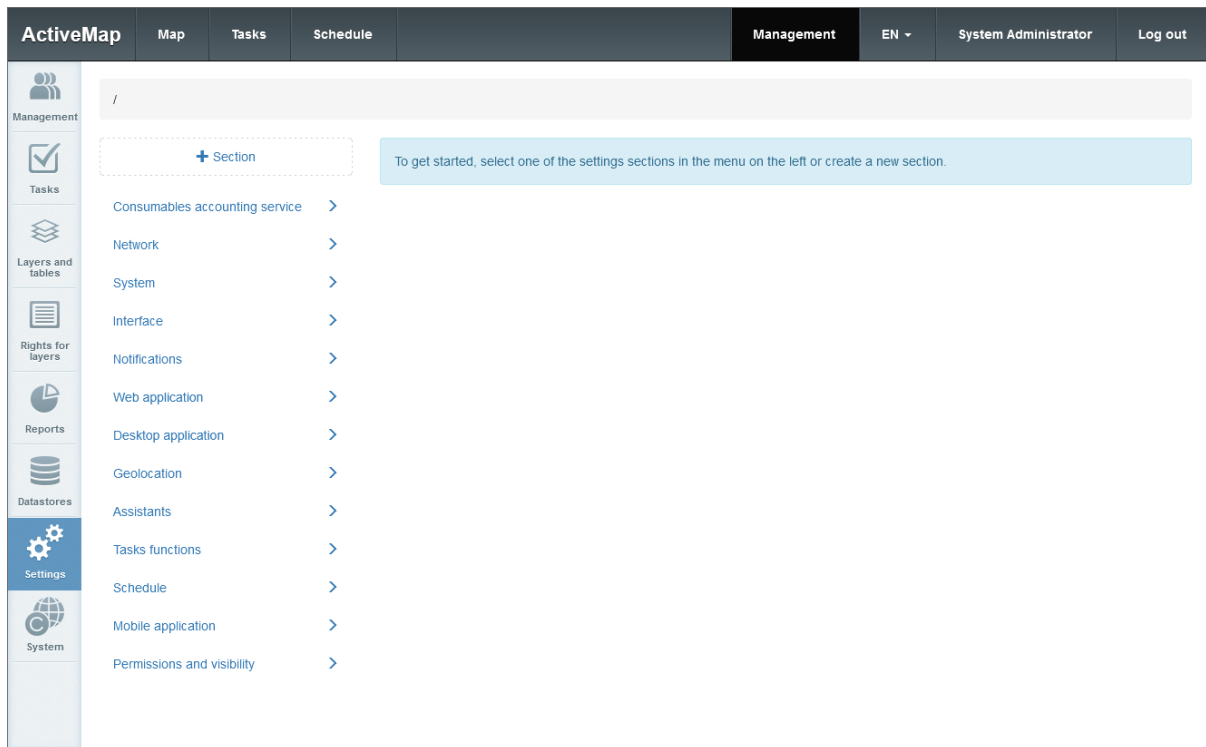 ActiveMap Map Tasks Schedule Management EN System Administrator Log out
Management
Tasks
Layers and
tables
Rights for
layers
Reports
Datastores
Settings
System
/
+ Section
To get started, select one of the settings sections in the menu on the left or create a new section.
Consumables accounting service
Network
System
Interface
Notifications
Web application
Desktop application
Geolocation
Assistants
Tasks functions
Schedule
Mobile application
Permissions and visibility